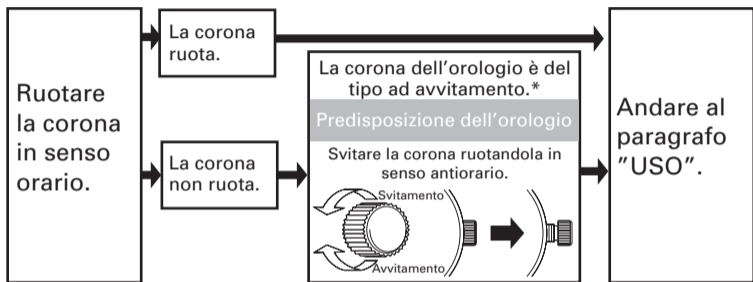 Ruotare
la corona
in senso
orario.
La corona
ruota.
La corona
non ruota.
La corona dell'orologio è del
tipo ad avvitamento.*
Predisposizione dell'orologio
Svitare la corona ruotandola in
senso antiorario.
Svitamento
Avvitamento
Andare al
paragrafo
"USO".